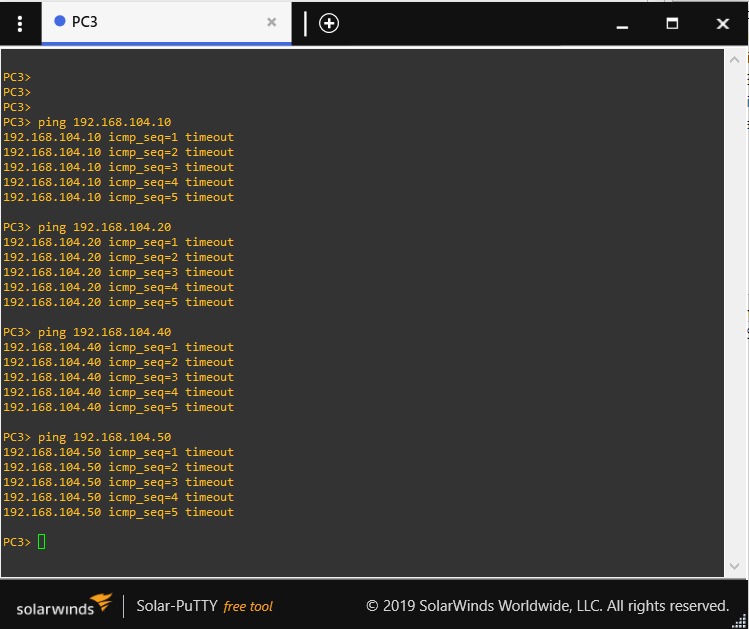 PC3
PC3>
PC3>
PC3>
PC3> ping 192.168.104.10
192.168.104.10 icmp_seq=1 timeout
192.168.104.10 icmp_seq=2 timeout
192.168.104.10 icmp_seq=3 timeout
192.168.104.10 icmp_seq=4 timeout
192.168.104.10 icmp_seq=5 timeout
PC3> ping 192.168.104.20
192.168.104.20 icmp_seq=1 timeout
192.168.104.20 icmp_seq=2 timeout
192.168.104.20 icmp_seq=3 timeout
192.168.104.20 icmp_seq=4 timeout
192.168.104.20 icmp_seq=5 timeout
PC3> ping 192.168.104.40
192.168.104.40 icmp_seq=1 timeout
192.168.104.40 icmp_seq=2 timeout
192.168.104.40 icmp_seq=3 timeout
192.168.104.40 icmp_seq=4 timeout
192.168.104.40 icmp_seq=5 timeout
PC3> ping 192.168.104.50
192.168.104.50 icmp_seq=1 timeout
192.168.104.50 icmp_seq=2 timeout
192.168.104.50 icmp_seq=3 timeout
192.168.104.50 icmp_seq=4 timeout
192.168.104.50 icmp_seq=5 timeout
PC3>
solarwinds | Solar-PuTTY free tool © 2019 SolarWinds Worldwide, LLC. All rights reserved.